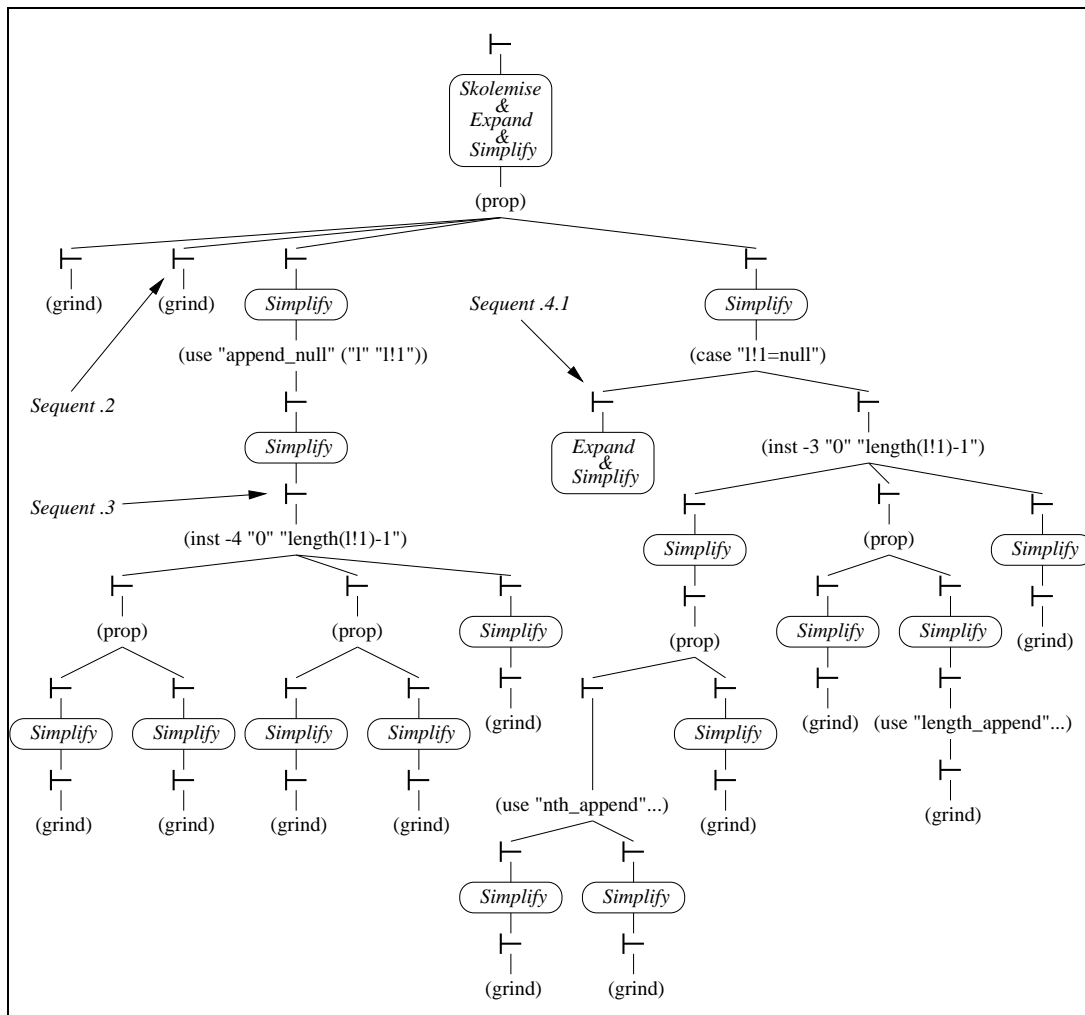 Skolemise
&
Expand
&
Simplify
(prop)
(grind)
(grind)
Simplify
Sequent .4.1
Simplify
(use "append_null" ("l" "l!1"))
(case "l!1=null")
Sequent .2
Simplify
Expand
&
Simplify
(inst -3 "0" "length(l!1)-1")
Sequent .3
(inst -4 "0" "length(l!1)-1")
Simplify
(prop)
Simplify
(prop)
(prop)
Simplify
(prop)
Simplify
Simplify
(grind)
Simplify
Simplify
Simplify
Simplify
(grind)
Simplify
(grind)
(use "length_append"...)
(grind)
(grind)
(grind)
(grind)
(use "nth_append"...)
(grind)
(grind)
Simplify
Simplify
(grind)
(grind)